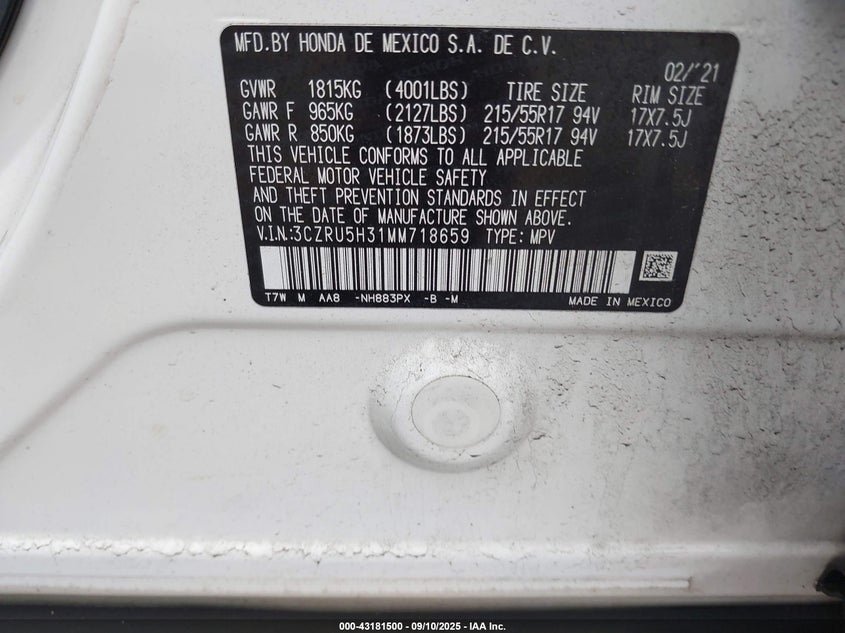 MFD.BY HONDA DE MEXICO S.A. DE C.V.
02/'21
GVWR 1815KG (4001LBS) TIRE SIZE RIM SIZE
GAWR F 965KG (2127LBS) 215/55R17 94V 17X7.5J
GAWR R 850KG (1873LBS) 215/55R17 94V 17X7.5J
THIS VEHICLE CONFORMS TO ALL APPLICABLE
FEDERAL MOTOR VEHICLE SAFETY
AND THEFT PREVENTION STANDARDS IN EFFECT
ON THE DATE OF MANUFACTURE SHOWN ABOVE.
V.I.N.:3CZRU5H31MM718659 TYPE: MPV
T7W M AA8 -NH883PX -B -M MADE IN MEXICO
000-43181500 - 09/10/2025 - IAA Inc.